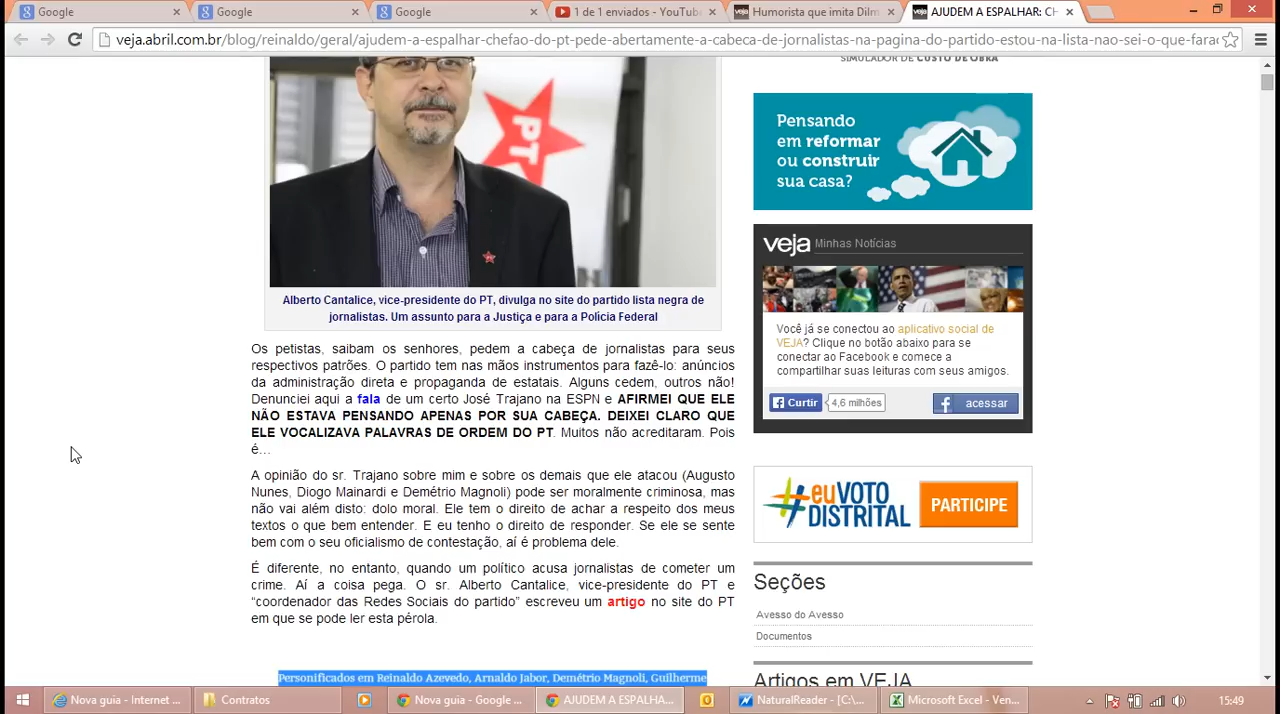 Google
Google
Google
1 de 1 enviados - YouTube
Humorista que imita Dilm
AJUDEM A ESPALHAR: CH
veja.abril.com.br/blog/reinaldo/geral/ajudem-a-espalhar-chefao-do-pt-pede-abertamente-a-cabeca-de-jornalistas-na-pagina-do-partido-estou-na-lista-nao-sei-o-que-farac
SIMULADOR DE CUSTO DE OBRA
PT
Pensando
em reformar
ou construir
sua casa?
Alberto Cantalice, vice-presidente do PT, divulga no site do partido lista negra de
jornalistas. Um assunto para a Justiça e para a Polícia Federal
Os petistas, saibam os senhores, pedem a cabeça de jornalistas para seus
respectivos patrões. O partido tem nas mãos instrumentos para fazê-lo: anúncios
da administração direta e propaganda de estatais. Alguns cedem, outros não!
Denunciei aqui a fala de um certo José Trajano na ESPN e AFIRMEI QUE ELE
NÃO ESTAVA PENSANDO APENAS POR SUA CABEÇA. DEIXEI CLARO QUE
ELE VOCALIZAVA PALAVRAS DE ORDEM DO PT. Muitos não acreditaram. Pois
é…
A opinião do sr. Trajano sobre mim e sobre os demais que ele atacou (Augusto
Nunes, Diogo Mainardi e Demétrio Magnoli) pode ser moralmente criminosa, mas
não vai além disto: dolo moral. Ele tem o direito de achar a respeito dos meus
textos o que bem entender. E eu tenho o direito de responder. Se ele se sente
bem com o seu oficialismo de contestação, aí é problema dele.
É diferente, no entanto, quando um político acusa jornalistas de cometer um
crime. Aí a coisa pega. O sr. Alberto Cantalice, vice-presidente do PT e
“coordenador das Redes Sociais do partido” escreveu um artigo no site do PT
em que se pode ler esta pérola.
Personificados em Reinaldo Azevedo, Arnaldo Jabor, Demétrio Magnoli, Guilherme
veja Minhas Notícias
Você já se conectou ao aplicativo social de
VEJA? Clique no botão abaixo para se
conectar ao Facebook e comece a
compartilhar suas leituras com seus amigos.
Curtir 4,6 milhões acessar
#euVOTO
DISTRITAL
PARTICIPE
Seções
Avesso do Avesso
Documentos
Artigos em VEJA
Nova guia - Internet ...
Contratos
Nova guia - Google ...
AJUDEM A ESPALHA...
NaturalReader - [C:\...
Microsoft Excel - Ven...
15:49